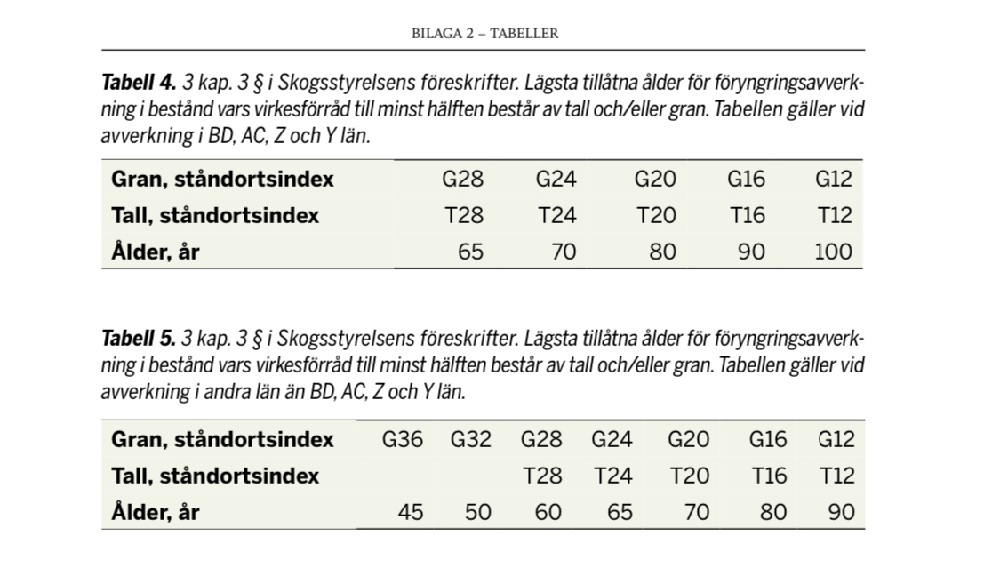 BILAGA 2 – TABELLER
Tabell 4. 3 kap. 3 § i Skogsstyrelsens föreskrifter. Lägsta tillåtna ålder för föryngringsavverk-
ning i bestånd vars virkesförråd till minst hälften består av tall och/eller gran. Tabellen gäller vid
avverkning i BD, AC, Z och Y län.
Gran, ståndortsindex G28 G24 G20 G16 G12
Tall, ståndortsindex T28 T24 T20 T16 T12
Ålder, år 65 70 80 90 100
Tabell 5. 3 kap. 3 § i Skogsstyrelsens föreskrifter. Lägsta tillåtna ålder för föryngringsavverk-
ning i bestånd vars virkesförråd till minst hälften består av tall och/eller gran. Tabellen gäller vid
avverkning i andra län än BD, AC, Z och Y län.
Gran, ståndortsindex G36 G32 G28 G24 G20 G16 G12
Tall, ståndortsindex T28 T24 T20 T16 T12
Ålder, år 45 50 60 65 70 80 90